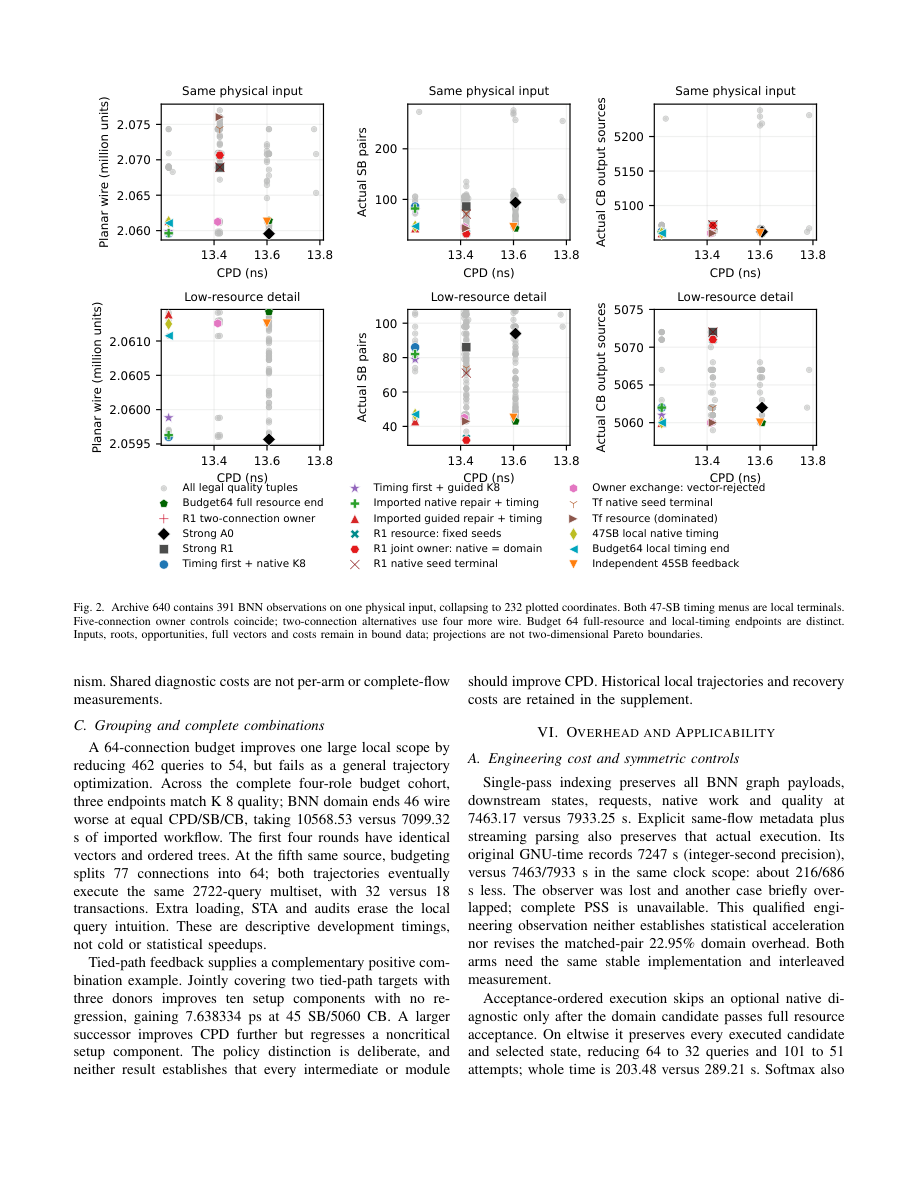 Same physical input
Same physical input
Same physical input
Planar wire (million units)
2.075
2.070
2.065
2.060
13.4 13.6 13.8
CPD (ns)
Actual SB pairs
200
100
13.4 13.6 13.8
CPD (ns)
Actual CB output sources
5200
5150
5100
13.4 13.6 13.8
CPD (ns)
Low-resource detail
Low-resource detail
Low-resource detail
Planar wire (million units)
2.0610
2.0605
2.0600
2.0595
13.4 13.6 13.8
CPD (ns)
Actual SB pairs
100
80
60
40
13.4 13.6 13.8
CPD (ns)
Actual CB output sources
5075
5070
5065
5060
13.4 13.6 13.8
CPD (ns)
All legal quality tuples
Budget64 full resource end
R1 two-connection owner
Strong A0
Strong R1
Timing first + native K8
Timing first + guided K8
Imported native repair + timing
Imported guided repair + timing
R1 resource: fixed seeds
R1 joint owner: native = domain
R1 native seed terminal
Owner exchange: vector-rejected
Tf native seed terminal
Tf resource (dominated)
47SB local native timing
Budget64 local timing end
Independent 45SB feedback
Fig. 2. Archive 640 contains 391 BNN observations on one physical input, collapsing to 232 plotted coordinates. Both 47-SB timing menus are local terminals.
Five-connection owner controls coincide; two-connection alternatives use four more wire. Budget 64 full-resource and local-timing endpoints are distinct.
Inputs, roots, opportunities, full vectors and costs remain in bound data; projections are not two-dimensional Pareto boundaries.
nism. Shared diagnostic costs are not per-arm or complete-flow
measurements.
C. Grouping and complete combinations
A 64-connection budget improves one large local scope by
reducing 462 queries to 54, but fails as a general trajectory
optimization. Across the complete four-role budget cohort,
three endpoints match K 8 quality; BNN domain ends 46 wire
worse at equal CPD/SB/CB, taking 10568.53 versus 7099.32
s of imported workflow. The first four rounds have identical
vectors and ordered trees. At the fifth same source, budgeting
splits 77 connections into 64; both trajectories eventually
execute the same 2722-query multiset, with 32 versus 18
transactions. Extra loading, STA and audits erase the local
query intuition. These are descriptive development timings,
not cold or statistical speedups.
Tied-path feedback supplies a complementary positive com-
bination example. Jointly covering two tied-path targets with
three donors improves ten setup components with no re-
gression, gaining 7.638334 ps at 45 SB/5060 CB. A larger
successor improves CPD further but regresses a noncritical
setup component. The policy distinction is deliberate, and
neither result establishes that every intermediate or module
should improve CPD. Historical local trajectories and recovery
costs are retained in the supplement.
VI. OVERHEAD AND APPLICABILITY
A. Engineering cost and symmetric controls
Single-pass indexing preserves all BNN graph payloads,
downstream states, requests, native work and quality at
7463.17 versus 7933.25 s. Explicit same-flow metadata plus
streaming parsing also preserves that actual execution. Its
original GNU-time records 7247 s (integer-second precision),
versus 7463/7933 s in the same clock scope: about 216/686
s less. The observer was lost and another case briefly over-
lapped; complete PSS is unavailable. This qualified engi-
neering observation neither establishes statistical acceleration
nor revises the matched-pair 22.95% domain overhead. Both
arms need the same stable implementation and interleaved
measurement.
Acceptance-ordered execution skips an optional native di-
agnostic only after the domain candidate passes full resource
acceptance. On eltwise it preserves every executed candidate
and selected state, reducing 64 to 32 queries and 101 to 51
attempts; whole time is 203.48 versus 289.21 s. Softmax also